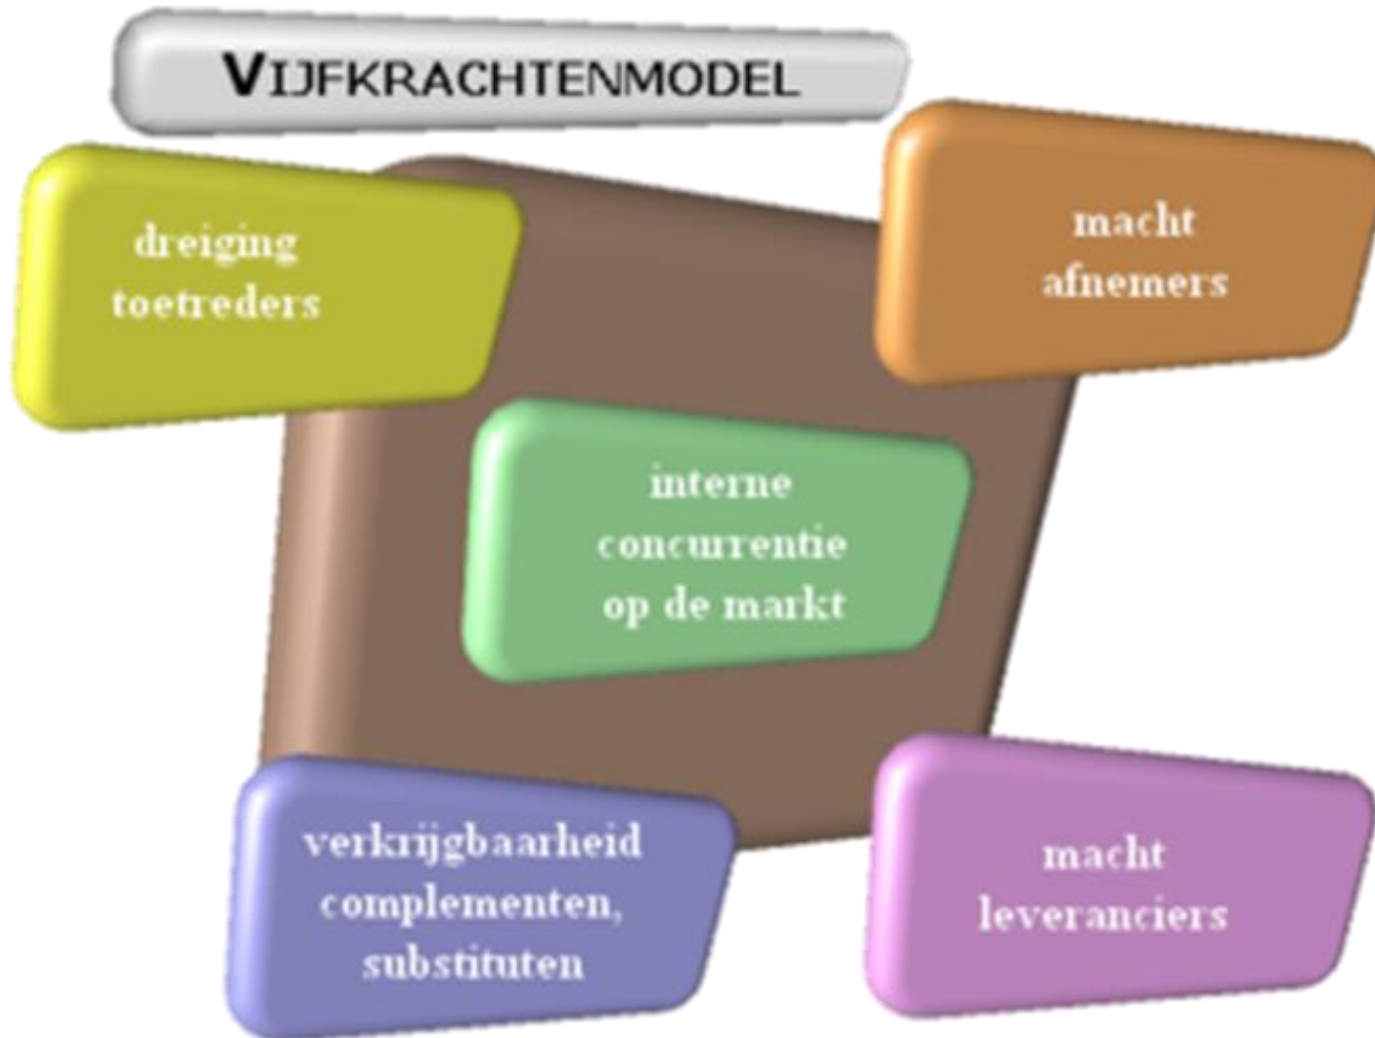 VIJFKRACHTENMODEL
dreiging
toetreders
macht
afnemers
interne
concurrentie
op de markt
verkrijgbaarheid
complementen,
substituten
macht
leveranciers